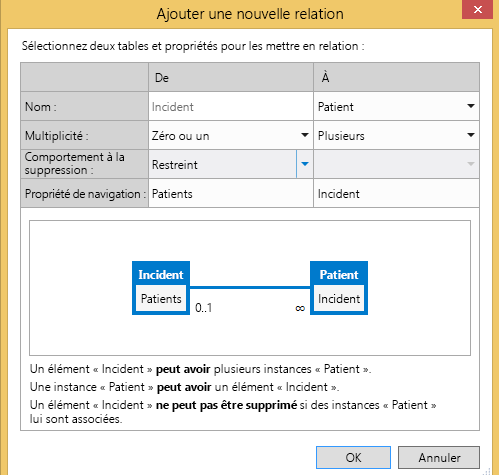 Ajouter une nouvelle relation
Sélectionnez deux tables et propriétés pour les mettre en relation :
De À
Nom : Incident Patient
Multiplicité : Zéro ou un Plusieurs
Comportement à la
suppression : Restreint
Propriété de navigation : Patients Incident
Incident Patient
Patients Incident
0..1 ∞
Un élément « Incident » peut avoir plusieurs instances « Patient ».
Une instance « Patient » peut avoir un élément « Incident ».
Un élément « Incident » ne peut pas être supprimé si des instances « Patient »
lui sont associées.
OK Annuler